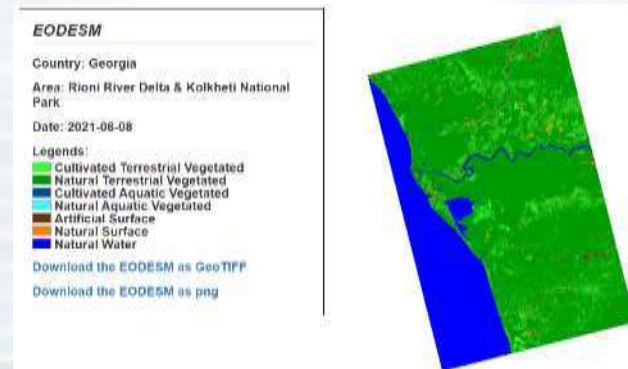 EODESM
Country: Georgia
Area: Rioni River Delta & Kolkheti National
Park
Date: 2021-06-08
Legends:
Cultivated Terrestrial Vegetated
Natural Terrestrial Vegetated
Cultivated Aquatic Vegetated
Natural Aquatic Vegetated
Artificial Surface
Natural Surface
Natural Water
Download the EODESM as GeoTIFF
Download the EODESM as png